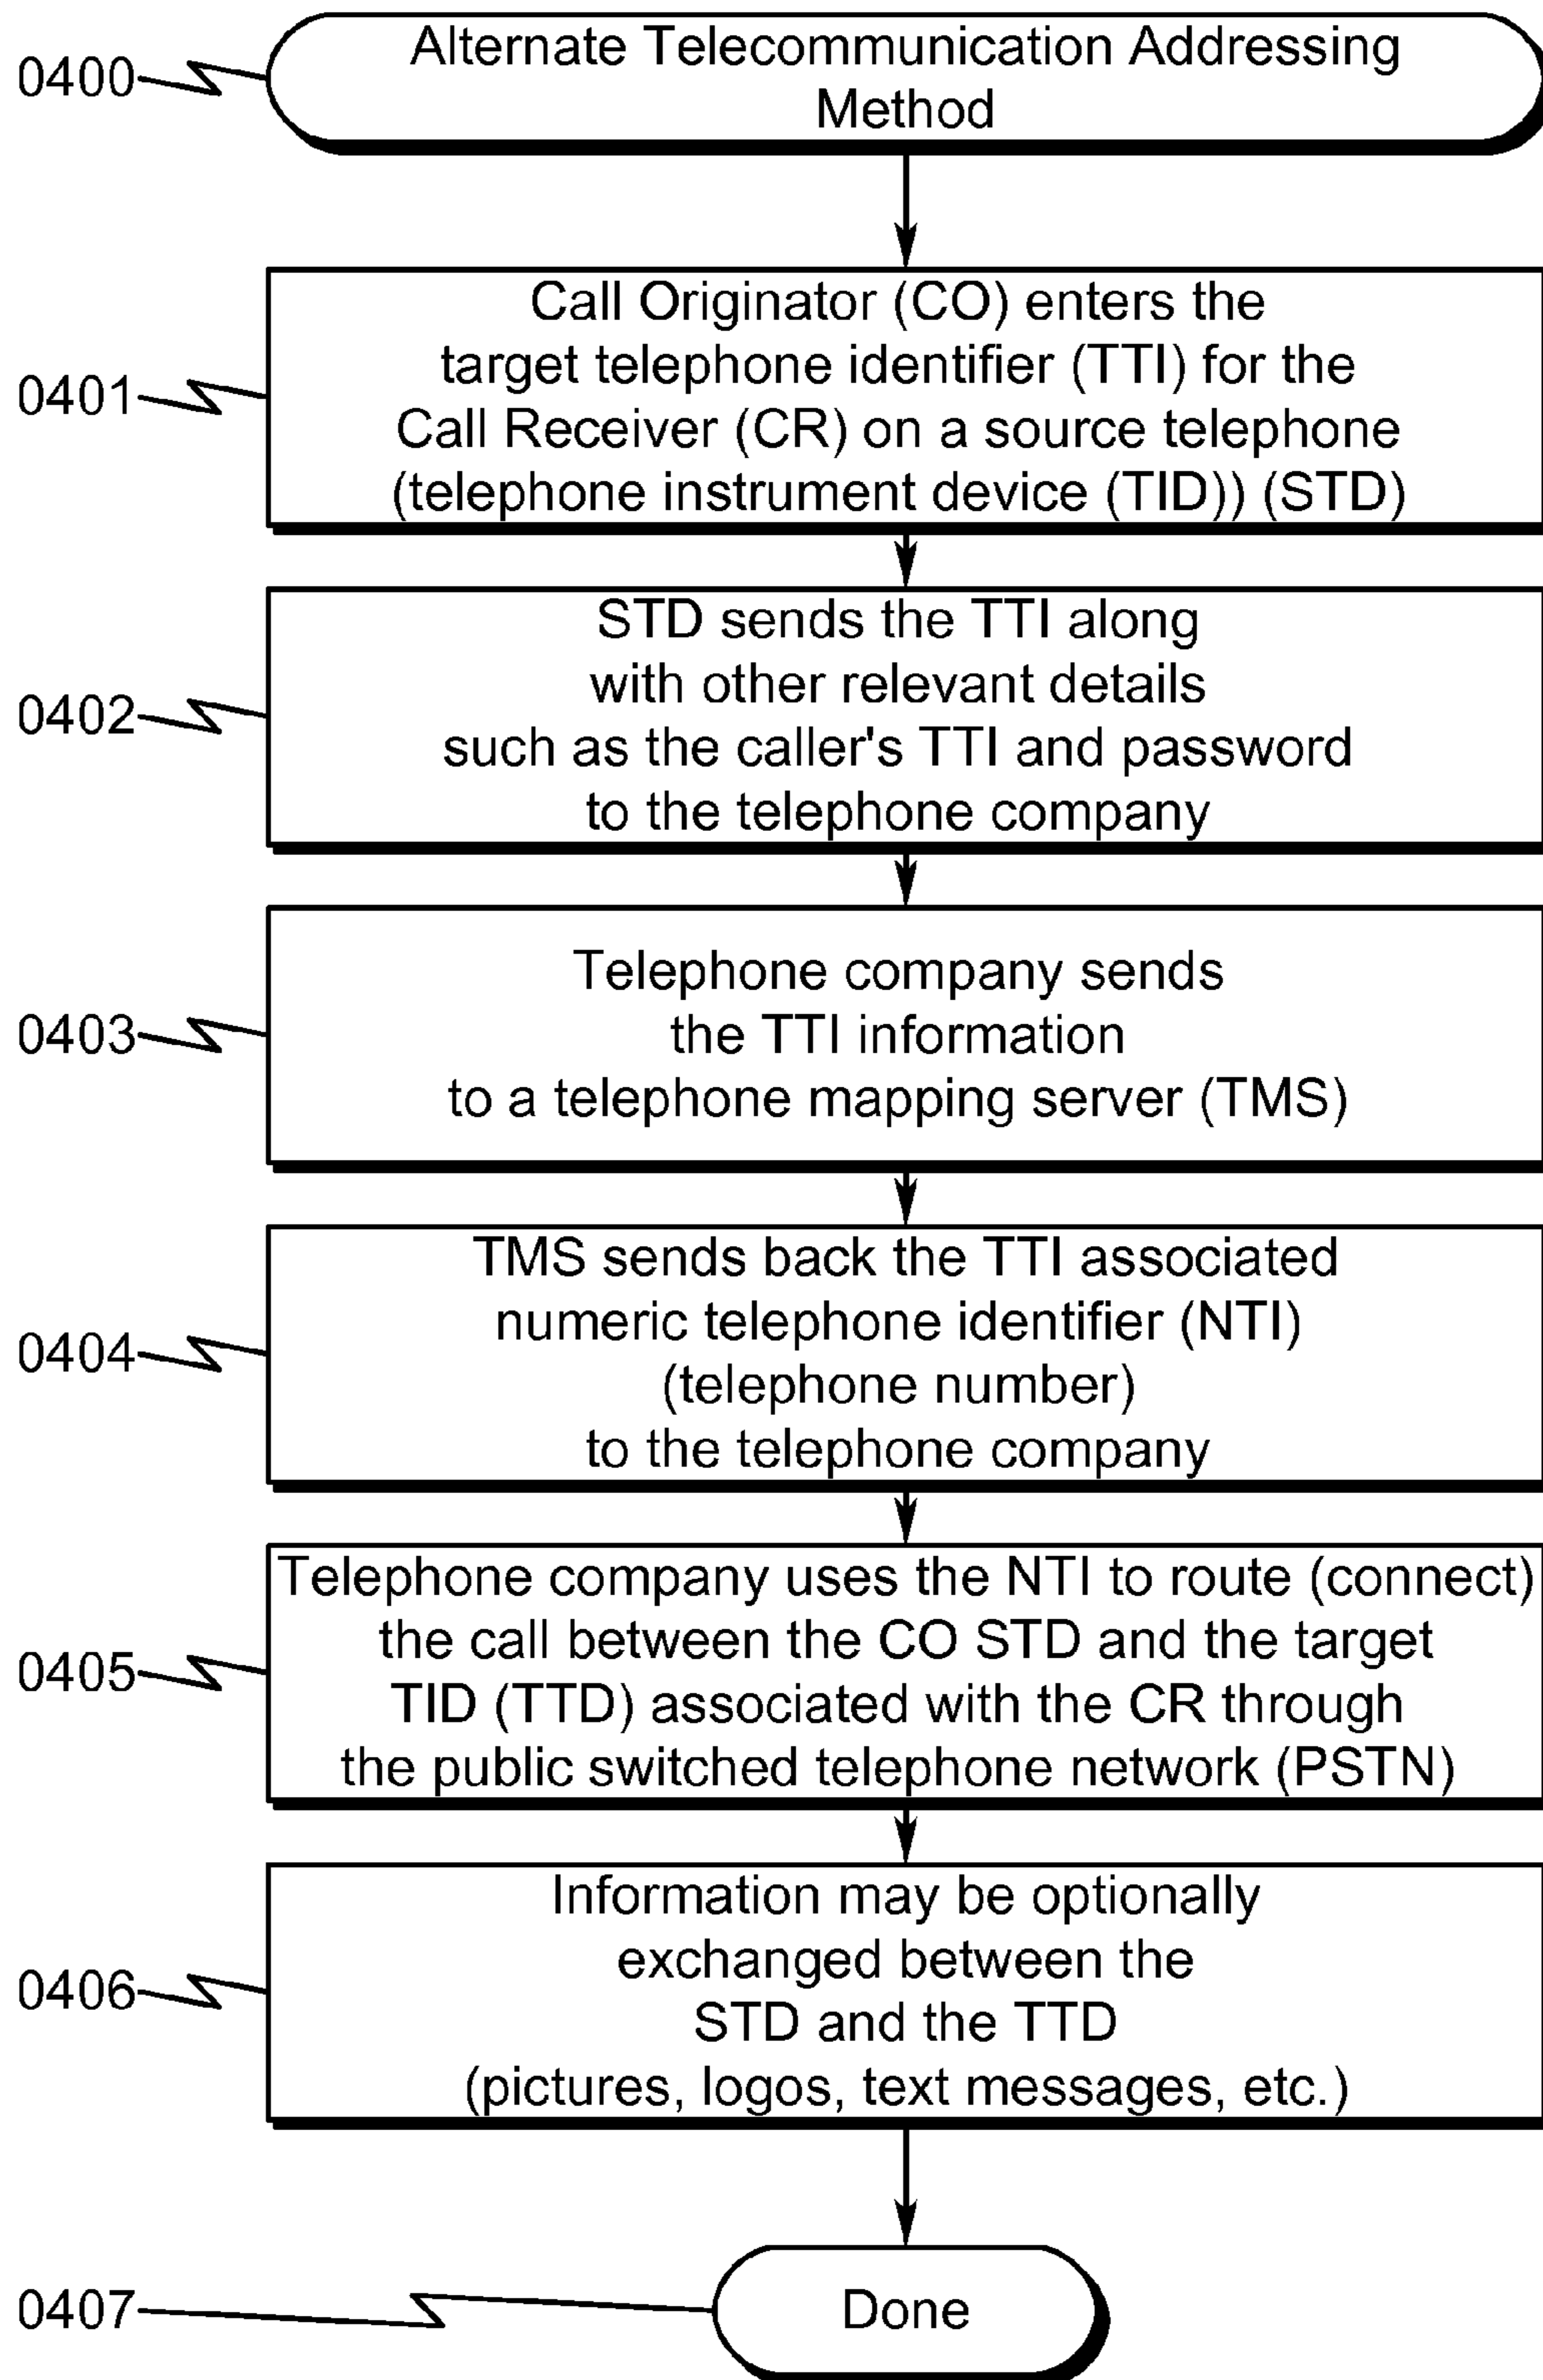 0400
Alternate Telecommunication Addressing
Method
0401
Call Originator (CO) enters the
target telephone identifier (TTI) for the
Call Receiver (CR) on a source telephone
(telephone instrument device (TID)) (STD)
0402
STD sends the TTI along
with other relevant details
such as the caller's TTI and password
to the telephone company
0403
Telephone company sends
the TTI information
to a telephone mapping server (TMS)
0404
TMS sends back the TTI associated
numeric telephone identifier (NTI)
(telephone number)
to the telephone company
0405
Telephone company uses the NTI to route (connect)
the call between the CO STD and the target
TID (TTD) associated with the CR through
the public switched telephone network (PSTN)
0406
Information may be optionally
exchanged between the
STD and the TTD
(pictures, logos, text messages, etc.)
0407
Done